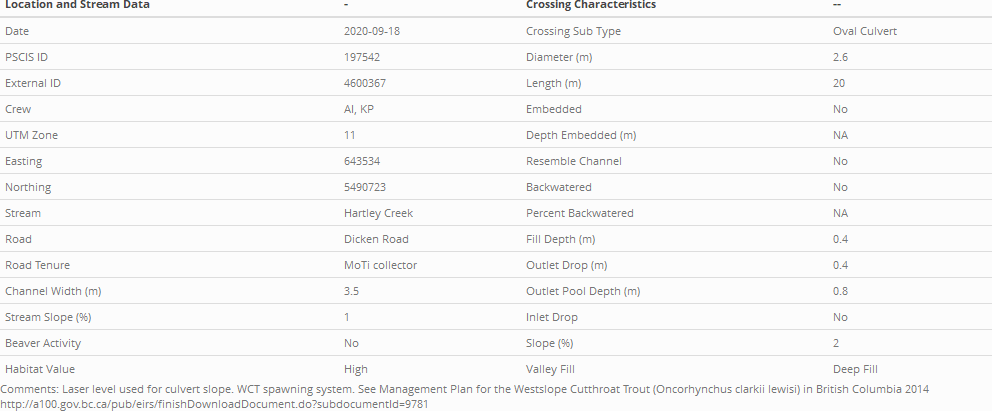 Location and Stream Data - Crossing Characteristics --
Date 2020-09-18 Crossing Sub Type Oval Culvert
PSCIS ID 197542 Diameter (m) 2.6
External ID 4600367 Length (m) 20
Crew AI, KP Embedded No
UTM Zone 11 Depth Embedded (m) NA
Easting 643534 Resemble Channel No
Northing 5490723 Backwatered No
Stream Hartley Creek Percent Backwatered NA
Road Dicken Road Fill Depth (m) 0.4
Road Tenure MoTi collector Outlet Drop (m) 0.4
Channel Width (m) 3.5 Outlet Pool Depth (m) 0.8
Stream Slope (%) 1 Inlet Drop No
Beaver Activity No Slope (%) 2
Habitat Value High Valley Fill Deep Fill
Comments: Laser level used for culvert slope. WCT spawning system. See Management Plan for the Westslope Cutthroat Trout (Oncorhynchus clarkii lewisi) in British Columbia 2014
http://a100.gov.bc.ca/pub/eirs/finishDownloadDocument.do?subdocumentId=9781